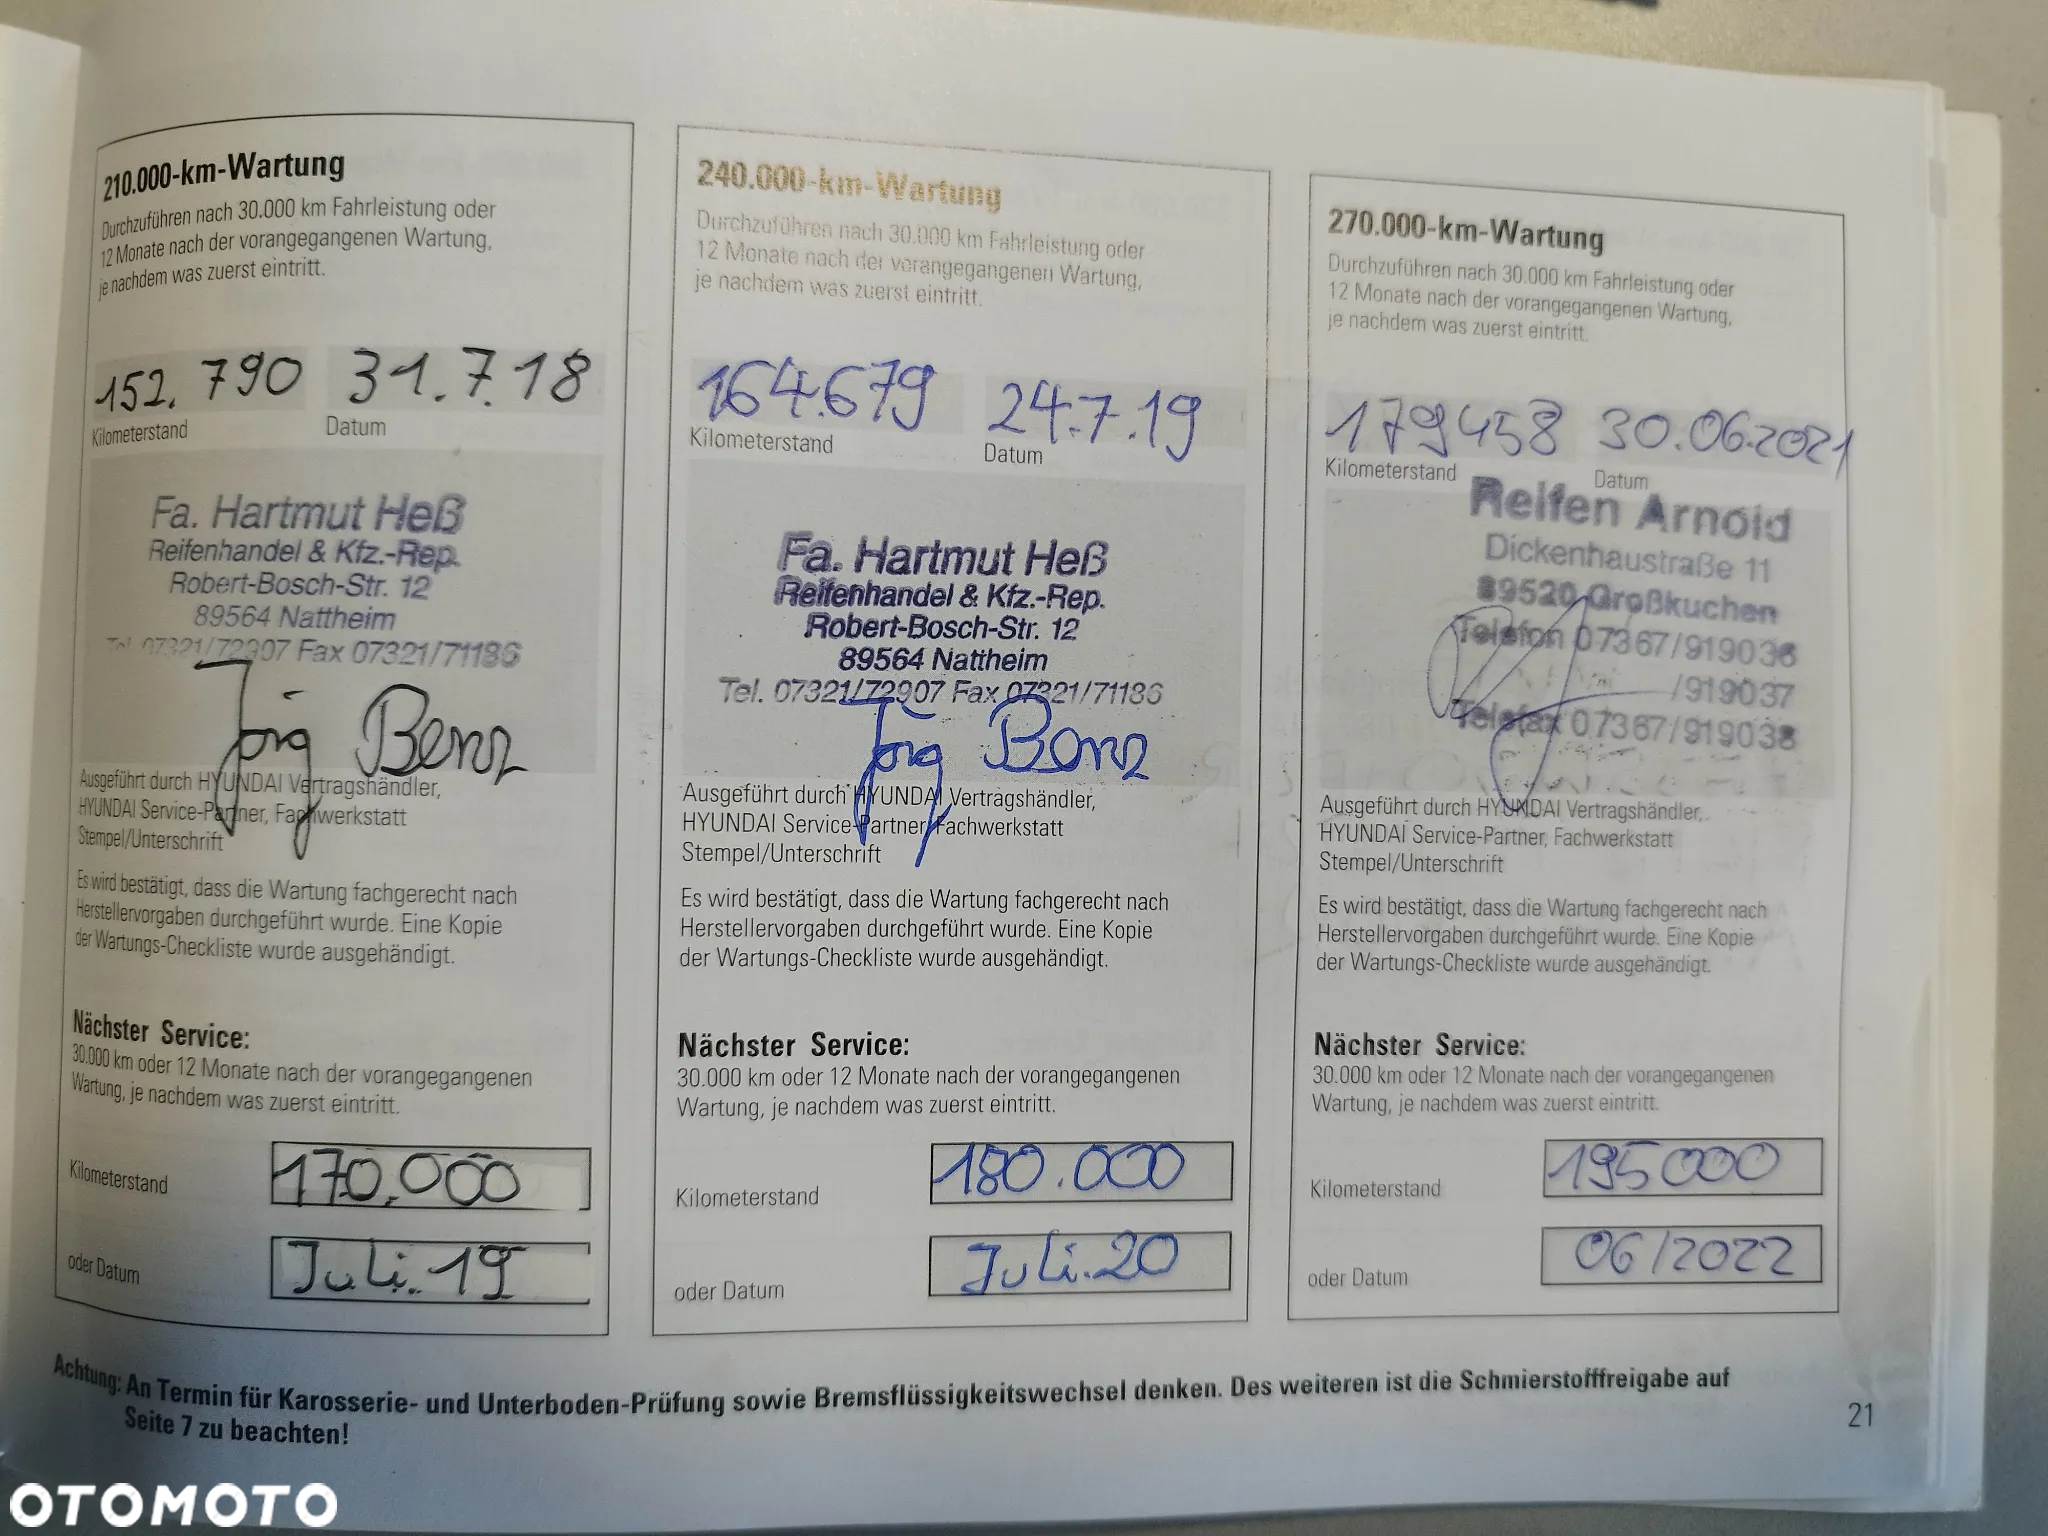 210.000-km-Wartung
Durchzuführen nach 30.000 km Fahrleistung oder
12 Monate nach der vorangegangenen Wartung,
je nachdem was zuerst eintritt.
152.790 31.7.18
Kilometerstand Datum
Fa. Hartmut Heß
Reifenhandel & Kfz.-Rep.
Robert-Bosch-Str. 12
89564 Nattheim
Tel. 07321/72907 Fax 07321/71186
Jörg Benz
Ausgeführt durch HYUNDAI Vertragshändler,
HYUNDAI Service-Partner, Fachwerkstatt
Stempel/Unterschrift
Es wird bestätigt, dass die Wartung fachgerecht nach
Herstellervorgaben durchgeführt wurde. Eine Kopie
der Wartungs-Checkliste wurde ausgehändigt.
Nächster Service:
30.000 km oder 12 Monate nach der vorangegangenen
Wartung, je nachdem was zuerst eintritt.
Kilometerstand 170.000
oder Datum Juli.19
240.000-km-Wartung
Durchzuführen nach 30.000 km Fahrleistung oder
12 Monate nach der vorangegangenen Wartung,
je nachdem was zuerst eintritt.
164.679 24.7.19
Kilometerstand Datum
Fa. Hartmut Heß
Reifenhandel & Kfz.-Rep.
Robert-Bosch-Str. 12
89564 Nattheim
Tel. 07321/72907 Fax 07321/71186
Jörg Benz
Ausgeführt durch HYUNDAI Vertragshändler,
HYUNDAI Service-Partner, Fachwerkstatt
Stempel/Unterschrift
Es wird bestätigt, dass die Wartung fachgerecht nach
Herstellervorgaben durchgeführt wurde. Eine Kopie
der Wartungs-Checkliste wurde ausgehändigt.
Nächster Service:
30.000 km oder 12 Monate nach der vorangegangenen
Wartung, je nachdem was zuerst eintritt.
Kilometerstand 180.000
oder Datum Juli.20
270.000-km-Wartung
Durchzuführen nach 30.000 km Fahrleistung oder
12 Monate nach der vorangegangenen Wartung,
je nachdem was zuerst eintritt.
179458 30.06.2021
Kilometerstand Datum
Reifen Arnold
Dickenhaustraße 11
89520 Großkuchen
Telefon 07367/919036
/919037
Telefax 07367/919038
Ausgeführt durch HYUNDAI Vertragshändler,
HYUNDAI Service-Partner, Fachwerkstatt
Stempel/Unterschrift
Es wird bestätigt, dass die Wartung fachgerecht nach
Herstellervorgaben durchgeführt wurde. Eine Kopie
der Wartungs-Checkliste wurde ausgehändigt.
Nächster Service:
30.000 km oder 12 Monate nach der vorangegangenen
Wartung, je nachdem was zuerst eintritt.
Kilometerstand 195000
oder Datum 06/2022
Achtung: An Termin für Karosserie- und Unterboden-Prüfung sowie Bremsflüssigkeitswechsel denken. Des weiteren ist die Schmierstofffreigabe auf
Seite 7 zu beachten!
21
OTOMOTO